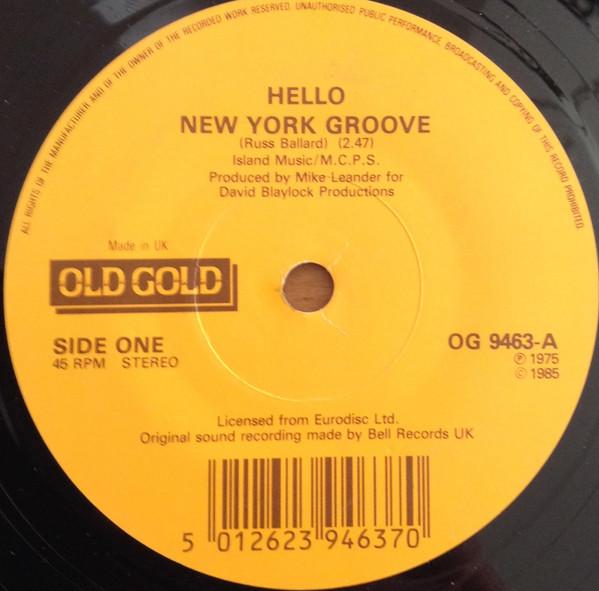 ALL RIGHTS OF THE MANUFACTURER AND OF THE OWNER OF THE RECORDED WORK RESERVED. UNAUTHORISED PUBLIC PERFORMANCE, BROADCASTING AND COPYING OF THIS RECORD PROHIBITED
HELLO
NEW YORK GROOVE
(Russ Ballard) (2.47)
Island Music/M.C.P.S.
Produced by Mike Leander for
David Blaylock Productions
Made in UK
OLD GOLD
SIDE ONE
45 RPM STEREO
OG 9463-A
℗ 1975
© 1985
Licensed from Eurodisc Ltd.
Original sound recording made by Bell Records UK
5 012623 946370